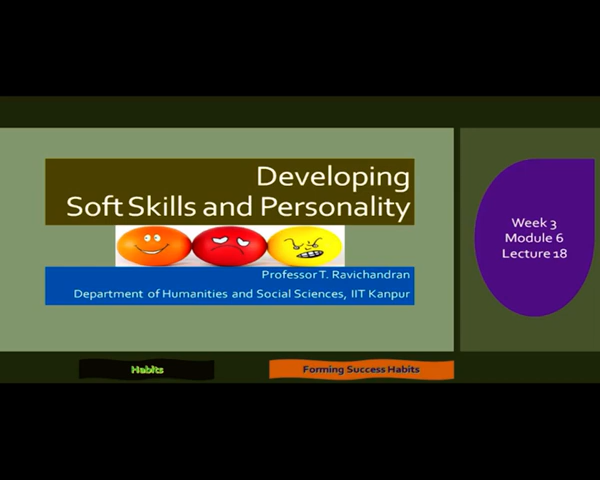 Developing
Soft Skills and Personality
Professor T. Ravichandran
Department of Humanities and Social Sciences, IIT Kanpur
Week 3
Module 6
Lecture 18
Habits
Forming Success Habits